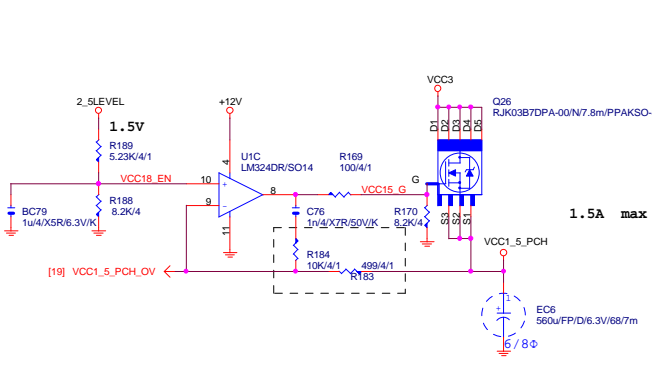 VCC3
Q26
RJK03B7DPA-00/N/7.8m/PPAKSO-
2_5LEVEL
+12V
1.5V
D1
D2
D3
D4
D5
R189
5.23K/4/1
U1C
LM324DR/SO14
R169
100/4/1
4
VCC18_EN
10
+
9
-
8
11
VCC15_G
G
S3
S2
S1
BC79
1u/4/X5R/6.3V/K
R188
8.2K/4
C76
1n/4/X7R/50V/K
R170
8.2K/4
1.5A max
VCC1_5_PCH
R184
10K/4/1
499/4/1
R183
[19] VCC1_5_PCH_OV
1
+
EC6
560u/FP/D/6.3V/68/7m
6/8Φ